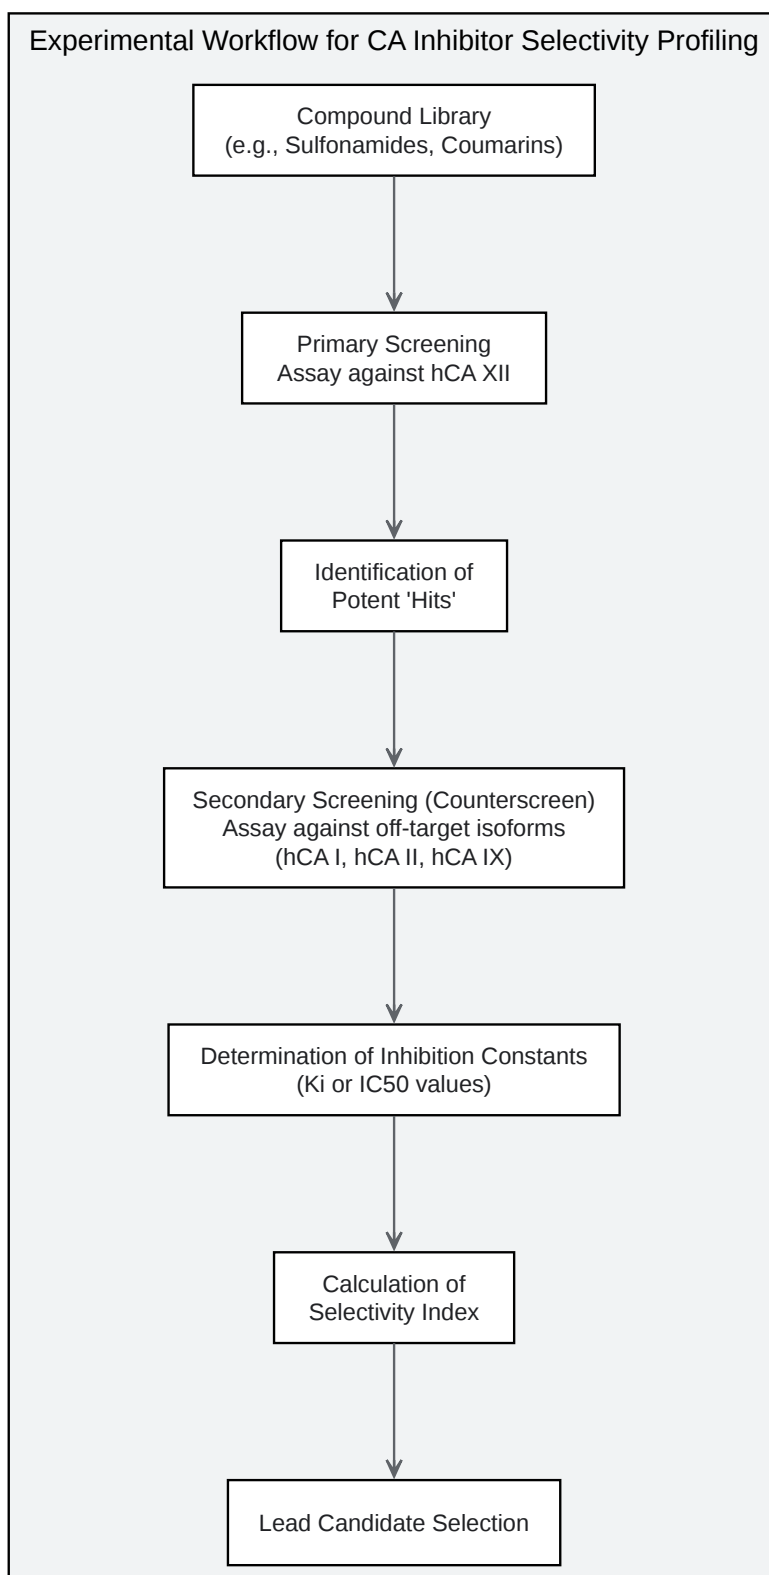 Experimental Workflow for CA Inhibitor Selectivity Profiling
Compound Library
(e.g., Sulfonamides, Coumarins)
Primary Screening
Assay against hCA XII
Identification of
Potent 'Hits'
Secondary Screening (Counterscreen)
Assay against off-target isoforms
(hCA I, hCA II, hCA IX)
Determination of Inhibition Constants
(Ki or IC50 values)
Calculation of
Selectivity Index
Lead Candidate Selection